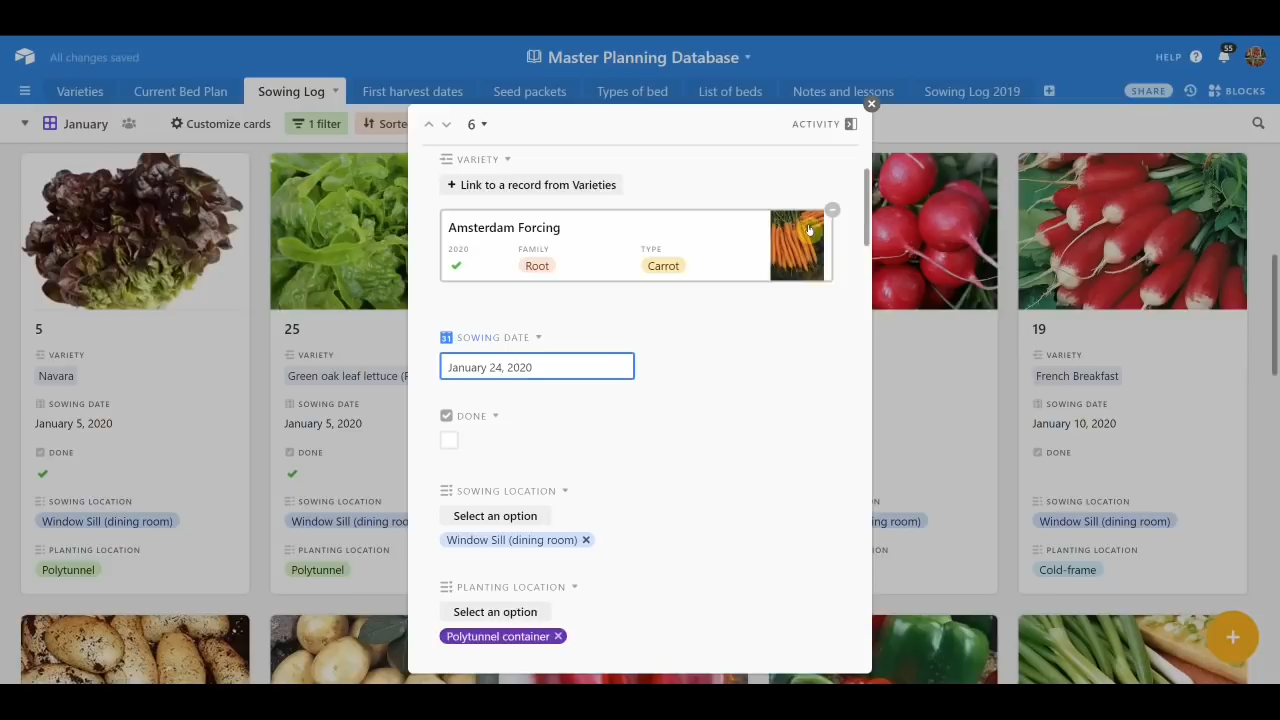 All changes saved
Master Planning Database
HELP
55
Varieties
Current Bed Plan
Sowing Log
First harvest dates
Seed packets
Types of bed
List of beds
Notes and lessons
Sowing Log 2019
SHARE
BLOCKS
January
Customize cards
1 filter
Sorte
6
ACTIVITY
VARIETY
+ Link to a record from Varieties
Amsterdam Forcing
2020 FAMILY TYPE
Root Carrot
SOWING DATE
January 24, 2020
DONE
SOWING LOCATION
Select an option
Window Sill (dining room)
PLANTING LOCATION
Select an option
Polytunnel container
5
VARIETY
Navara
SOWING DATE
January 5, 2020
DONE
SOWING LOCATION
Window Sill (dining room)
PLANTING LOCATION
Polytunnel
25
VARIETY
Green oak leaf lettuce (F
SOWING DATE
January 5, 2020
DONE
SOWING LOCATION
Window Sill (dining roo
PLANTING LOCATION
Polytunnel
ON
ning room)
TION
19
VARIETY
French Breakfast
SOWING DATE
January 10, 2020
DONE
SOWING LOCATION
Window Sill (dining room)
PLANTING LOCATION
Cold-frame